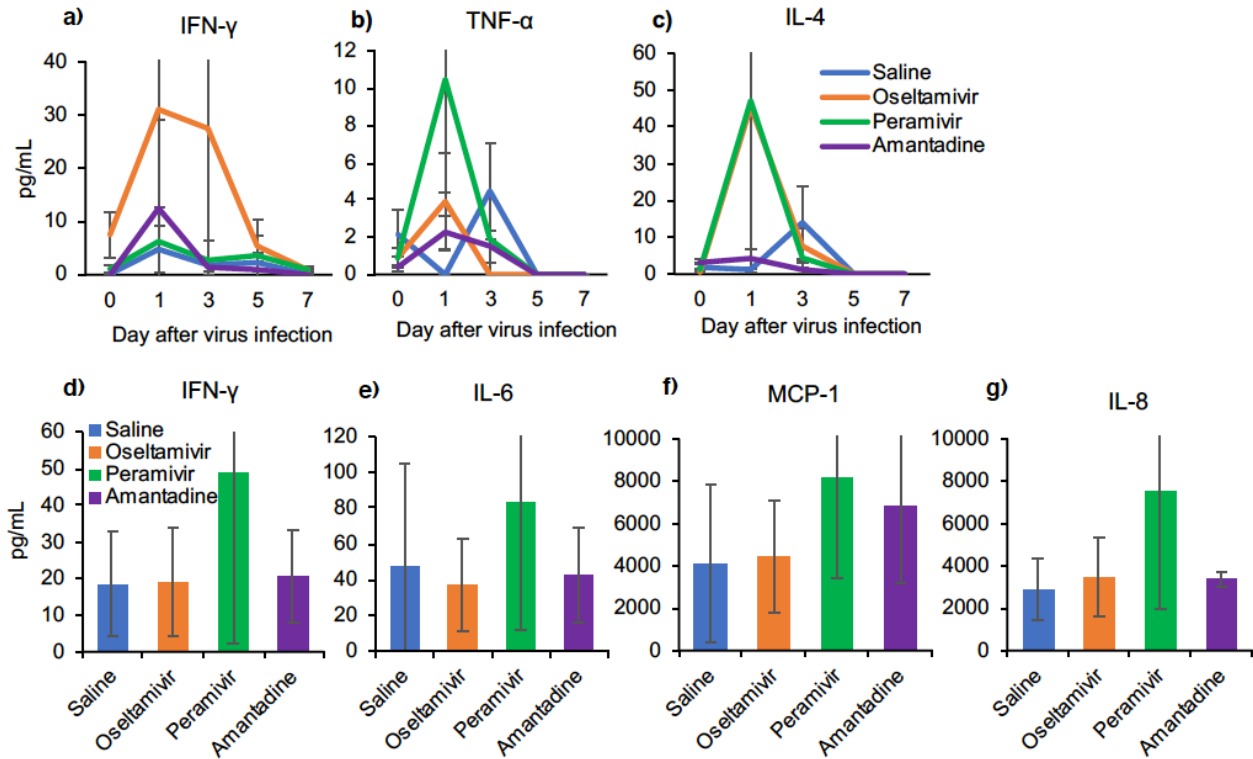 a)
IFN-γ
pg/mL
40
30
20
10
0
0 1 3 5 7
Day after virus infection
b)
TNF-α
12
10
8
6
4
2
0
0 1 3 5 7
Day after virus infection
c)
IL-4
60
50
40
30
20
10
0
0 1 3 5 7
Day after virus infection
Saline
Oseltamivir
Peramivir
Amantadine
d)
IFN-γ
pg/mL
60
50
40
30
20
10
0
Saline
Oseltamivir
Peramivir
Amantadine
Saline
Oseltamivir
Peramivir
Amantadine
e)
IL-6
120
100
80
60
40
20
0
Saline
Oseltamivir
Peramivir
Amantadine
f)
MCP-1
10000
8000
6000
4000
2000
0
Saline
Oseltamivir
Peramivir
Amantadine
g)
IL-8
10000
8000
6000
4000
2000
0
Saline
Oseltamivir
Peramivir
Amantadine